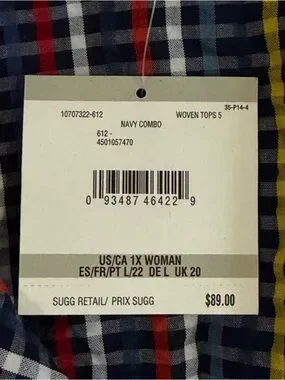 35-P14-4
10707322-612 WOVEN TOPS 5
NAVY COMBO
612 -
4501057470
0 93487 46422 9
US/CA 1X WOMAN
ES/FR/PT L/22 DE L UK 20
SUGG RETAIL/ PRIX SUGG $89.00